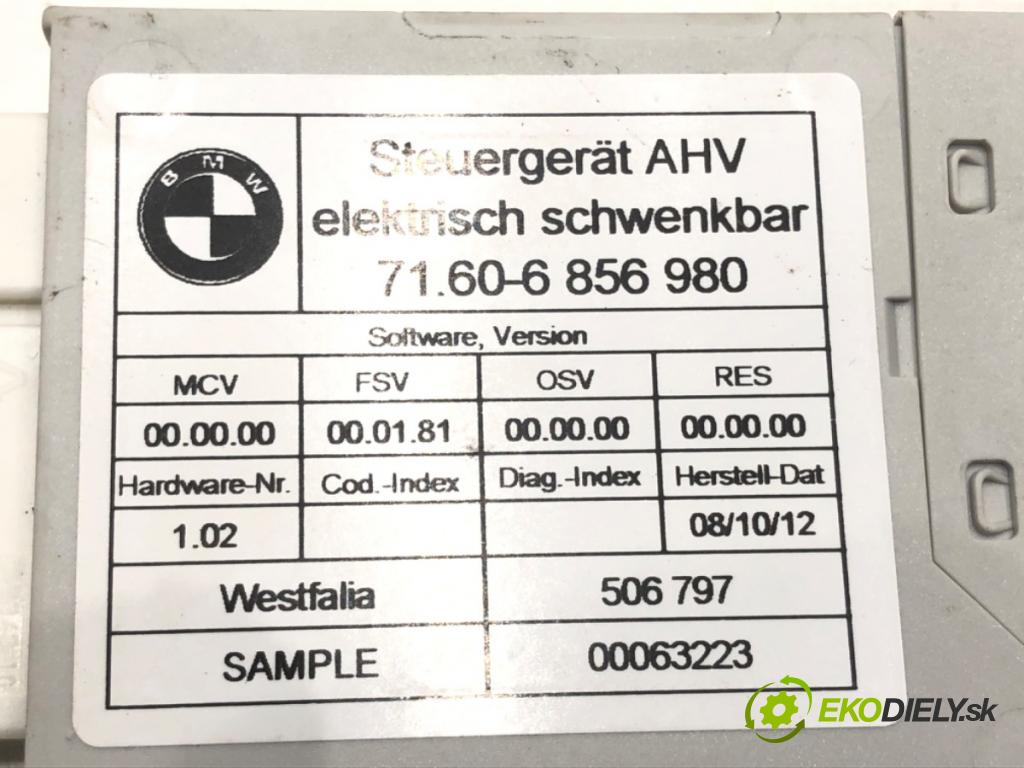 BMW
Steuergerät AHV
elektrisch schwenkbar
71.60-6 856 980
Software, Version
MCV FSV OSV RES
00.00.00 00.01.81 00.00.00 00.00.00
Hardware-Nr. Cod.-Index Diag.-Index Herstell-Dat
1.02 08/10/12
Westfalia 506 797
SAMPLE 00063223
EKODIELY.sk